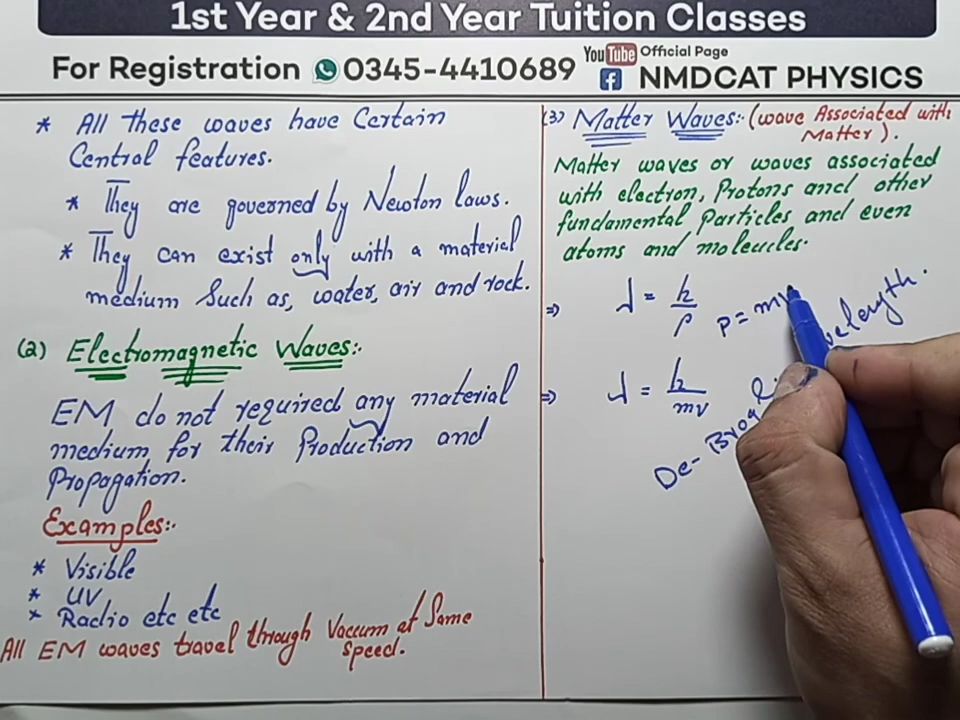 1st Year & 2nd Year Tuition Classes
For Registration 0345-4410689
YouTube Official Page
NMDCAT PHYSICS
* All these waves have Certain
Central features.
* They are governed by Newton laws.
* They can exist only with a material
medium Such as, water, air and rock.
(2) Electromagnetic Waves:-
EM do not required any material
medium for their Production and
Propagation.
Examples:-
* Visible
* UV
* Radio etc etc
All EM waves travel through Vaccum at Same
speed.
(3) Matter Waves:- (wave Associated with
Matter).
Matter waves or waves associated
with electron, Protons and other
fundamental Particles and even
atoms and molecules.
⇒ λ = h/p P = mv
⇒ λ = h/mv
De-Brogli